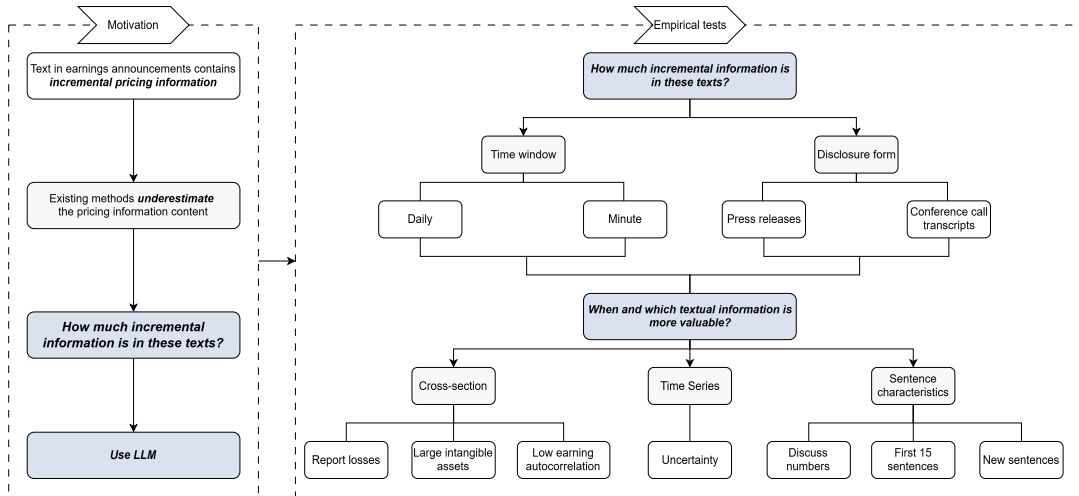 Motivation
Text in earnings announcements contains
incremental pricing information
Existing methods underestimate
the pricing information content
How much incremental
information is in these texts?
Use LLM
Empirical tests
How much incremental information is
in these texts?
Time window
Disclosure form
Daily
Minute
Press releases
Conference call
transcripts
When and which textual information is
more valuable?
Cross-section
Time Series
Sentence
characteristics
Report losses
Large intangible
assets
Low earning
autocorrelation
Uncertainty
Discuss
numbers
First 15
sentences
New sentences